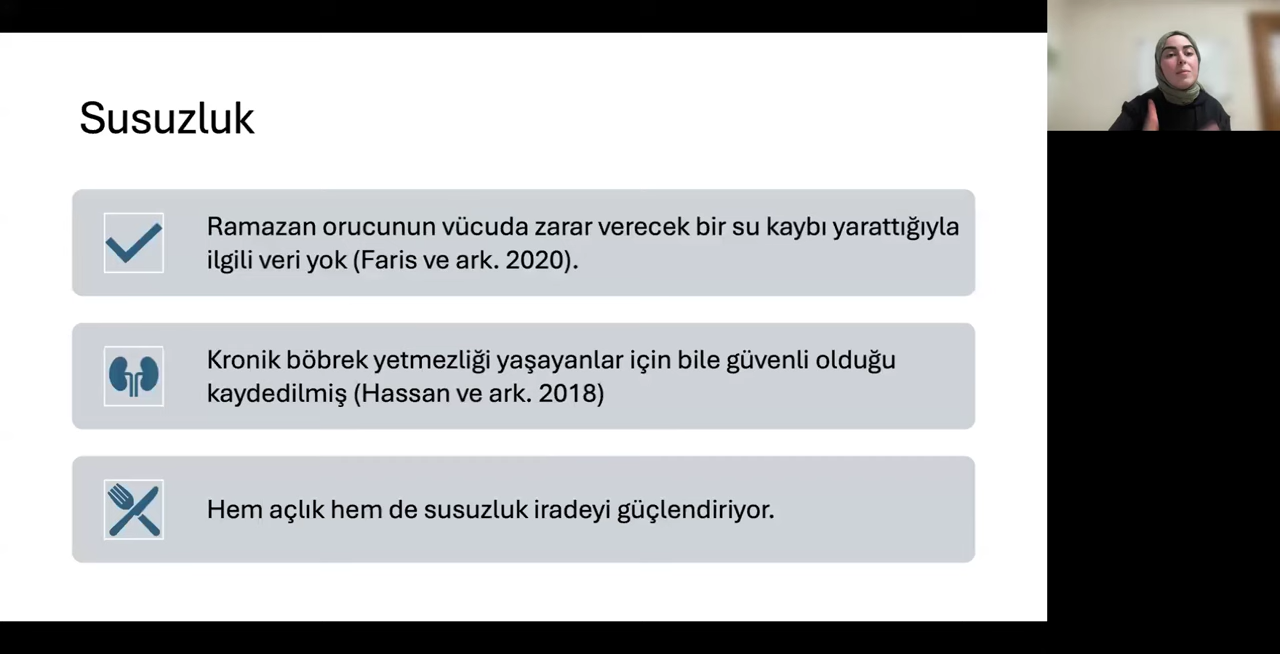 Susuzluk
Ramazan orucunun vücuda zarar verecek bir su kaybı yarattığıyla
ilgili veri yok (Faris ve ark. 2020).
Kronik böbrek yetmezliği yaşayanlar için bile güvenli olduğu
kaydedilmiş (Hassan ve ark. 2018)
Hem açlık hem de susuzluk iradeyi güçlendiriyor.